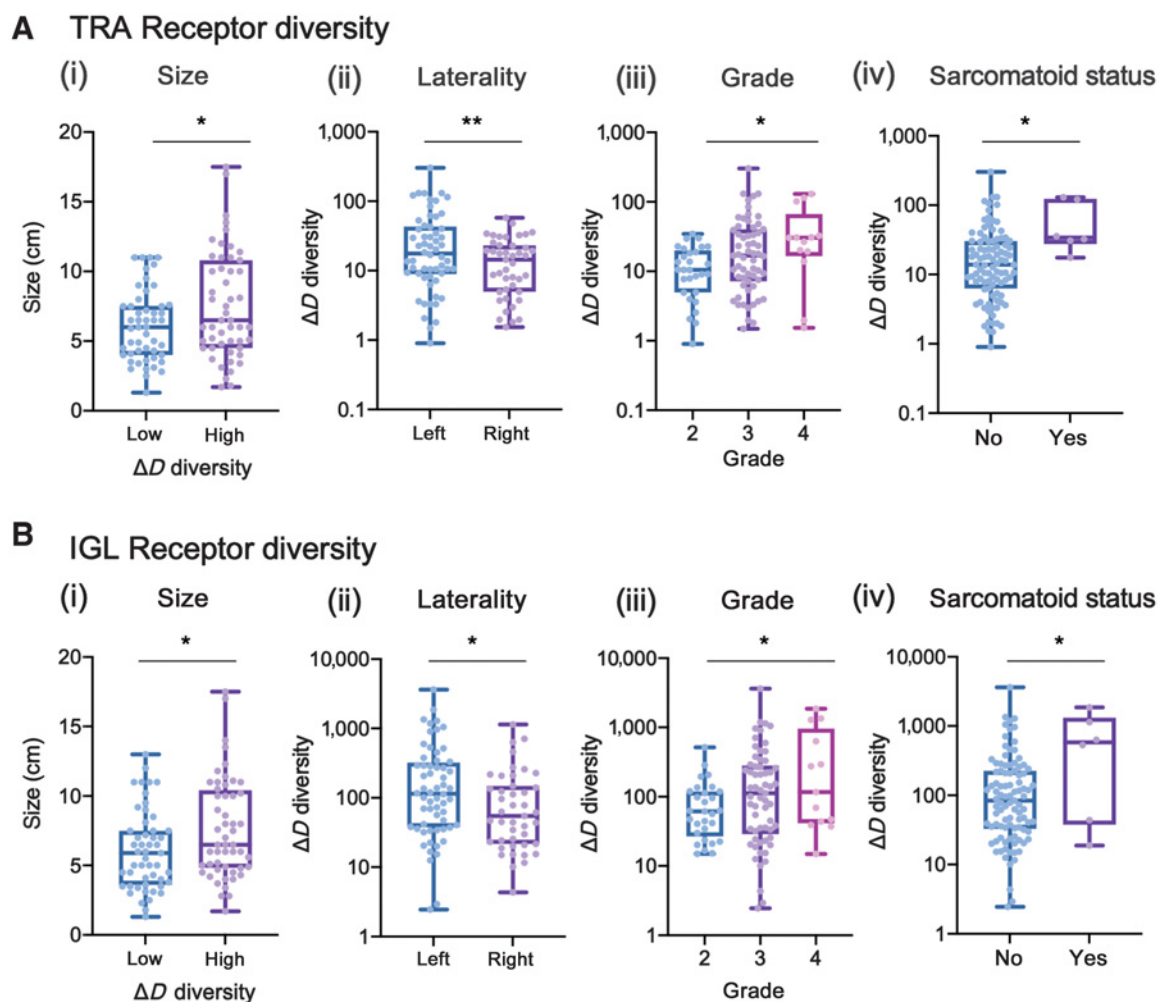 A TRA Receptor diversity
(i) Size
*
20
15
10
5
0
Size (cm)
Low High
ΔD diversity
(ii) Laterality
**
1,000
100
10
1
0.1
ΔD diversity
Left Right
(iii) Grade
*
1,000
100
10
1
0.1
ΔD diversity
2 3 4
Grade
(iv) Sarcomatoid status
*
1,000
100
10
1
0.1
ΔD diversity
No Yes
B IGL Receptor diversity
(i) Size
*
20
15
10
5
0
Size (cm)
Low High
ΔD diversity
(ii) Laterality
*
10,000
1,000
100
10
1
ΔD diversity
Left Right
(iii) Grade
*
10,000
1,000
100
10
1
ΔD diversity
2 3 4
Grade
(iv) Sarcomatoid status
*
10,000
1,000
100
10
1
ΔD diversity
No Yes